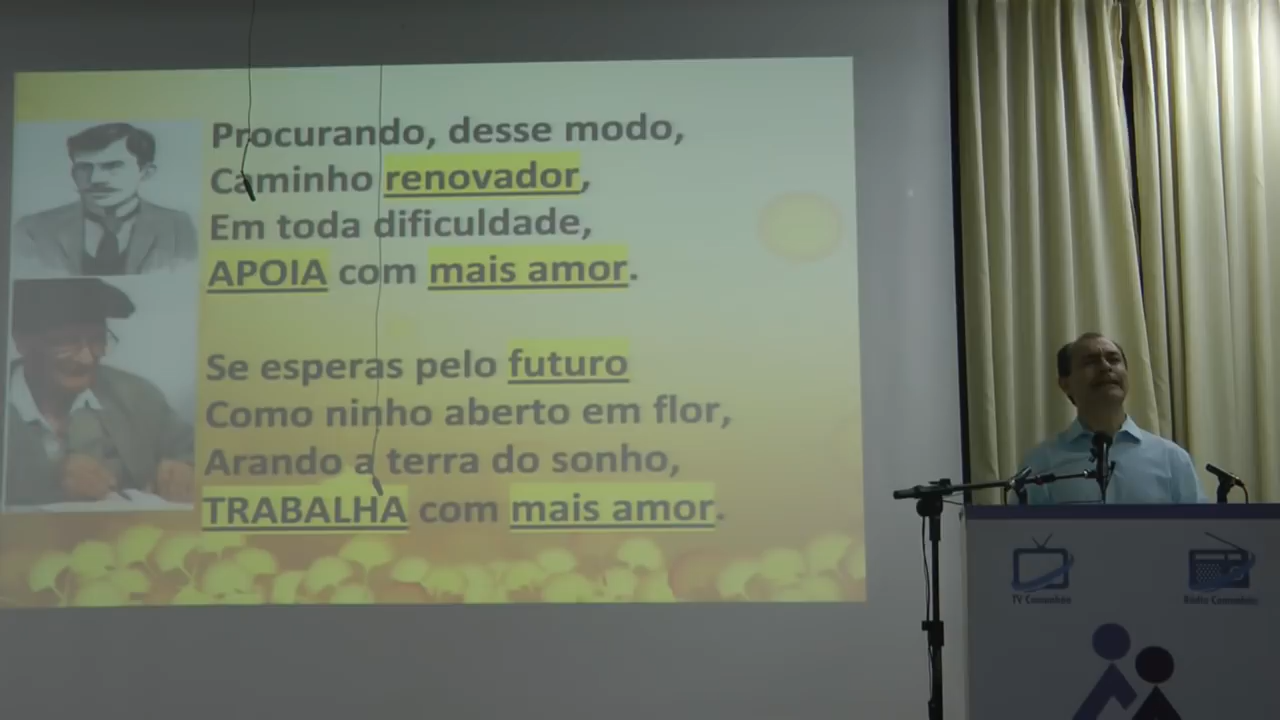 Procurando, desse modo,
Caminho renovador,
Em toda dificuldade,
APOIA com mais amor.
Se esperas pelo futuro
Como ninho aberto em flor,
Arando a terra do sonho,
TRABALHA com mais amor.
TV Comunhão
Rádio Comunhão